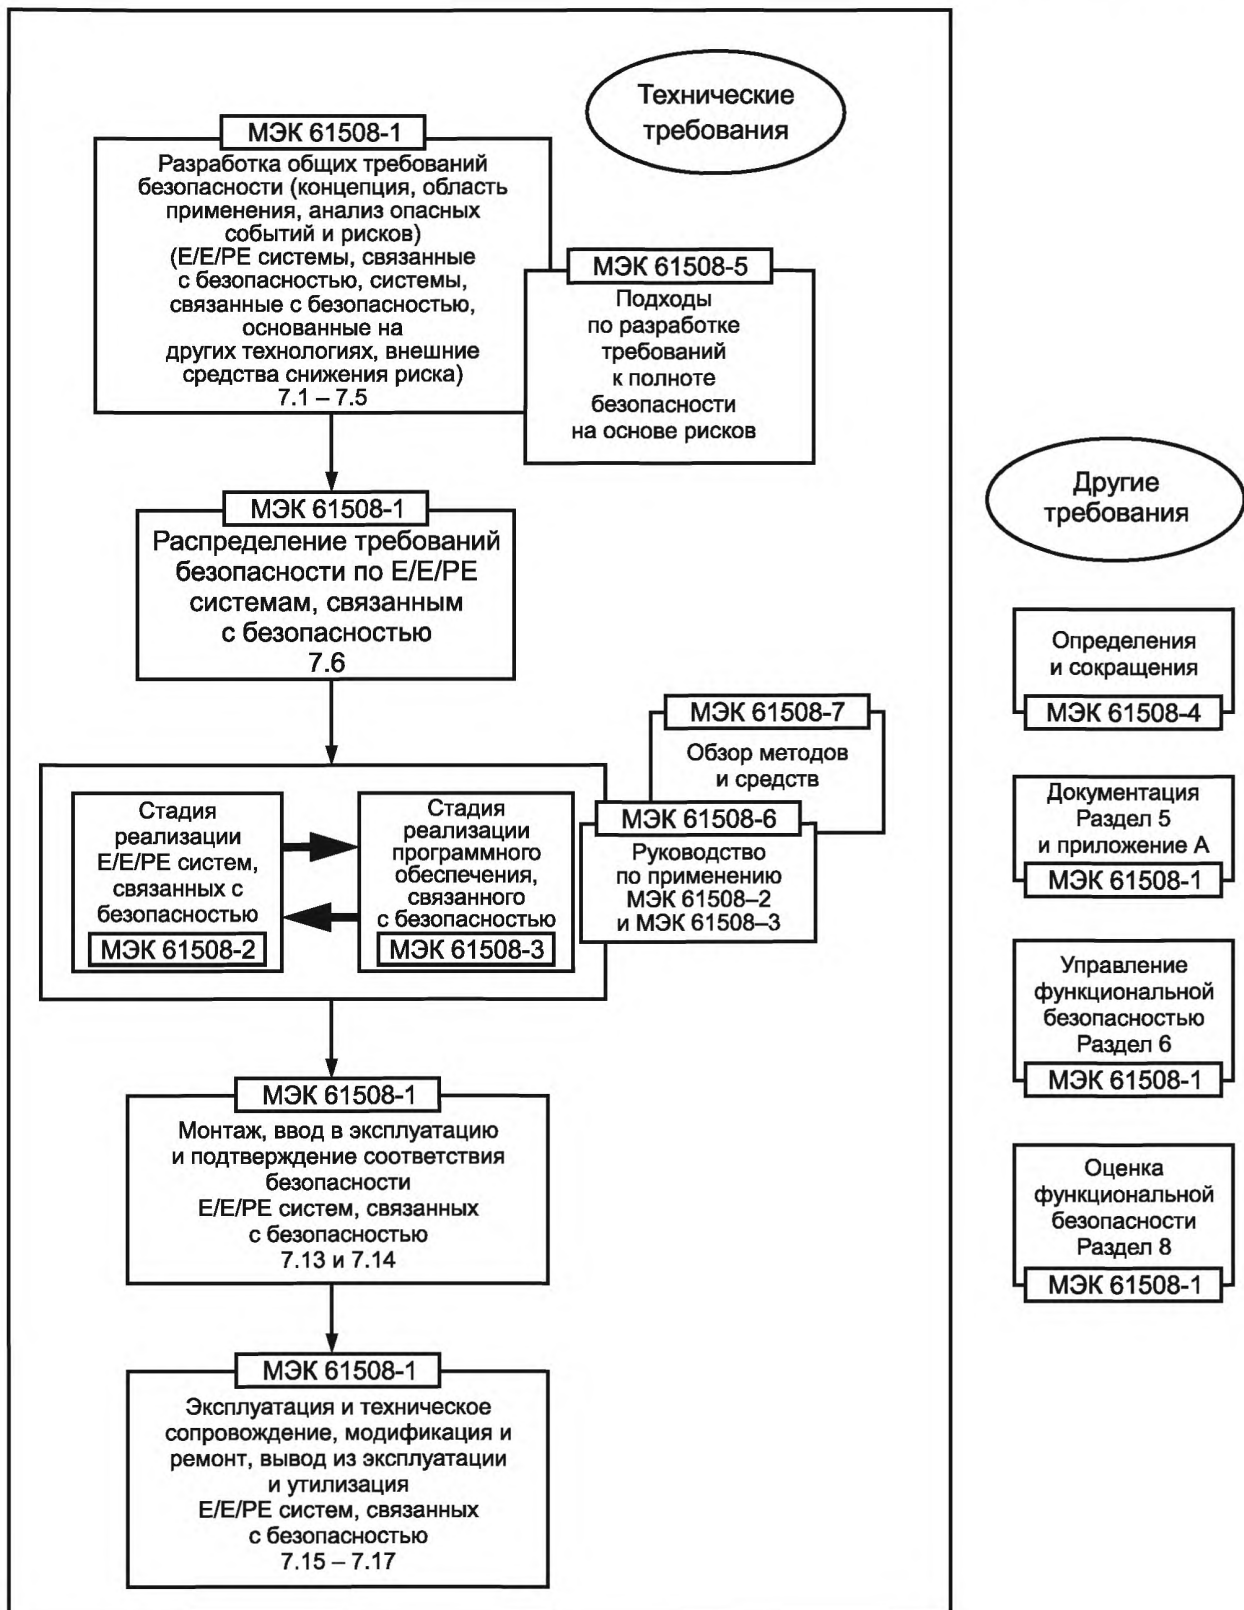 Технические
требования
МЭК 61508-1
Разработка общих требований
безопасности (концепция, область
применения, анализ опасных
событий и рисков)
(Е/Е/РЕ системы, связанные
с безопасностью, системы,
связанные с безопасностью,
основанные на
других технологиях, внешние
средства снижения риска)
7.1 – 7.5
МЭК 61508-5
Подходы
по разработке
требований
к полноте
безопасности
на основе рисков
МЭК 61508-1
Распределение требований
безопасности по Е/Е/РЕ
системам, связанным
с безопасностью
7.6
МЭК 61508-7
Обзор методов
и средств
МЭК 61508-6
Руководство
по применению
МЭК 61508–2
и МЭК 61508–3
Стадия
реализации
Е/Е/РЕ систем,
связанных с
безопасностью
МЭК 61508-2
Стадия
реализации
программного
обеспечения,
связанного
с безопасностью
МЭК 61508-3
МЭК 61508-1
Монтаж, ввод в эксплуатацию
и подтверждение соответствия
безопасности
Е/Е/РЕ систем, связанных
с безопасностью
7.13 и 7.14
МЭК 61508-1
Эксплуатация и техническое
сопровождение, модификация и
ремонт, вывод из эксплуатации
и утилизация
Е/Е/РЕ систем, связанных
с безопасностью
7.15 – 7.17
Другие
требования
Определения
и сокращения
МЭК 61508-4
Документация
Раздел 5
и приложение А
МЭК 61508-1
Управление
функциональной
безопасностью
Раздел 6
МЭК 61508-1
Оценка
функциональной
безопасности
Раздел 8
МЭК 61508-1